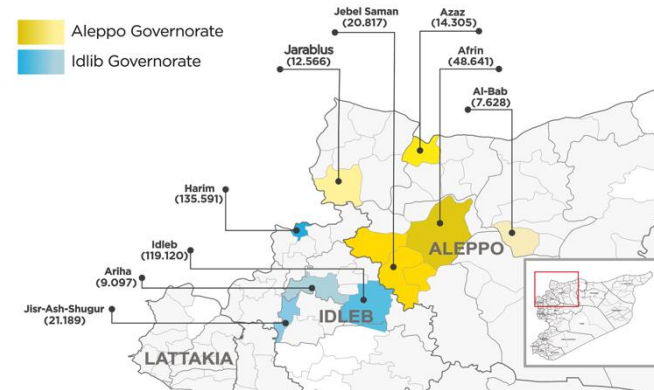 Aleppo Governorate
Idlib Governorate
Jebel Saman
(20.817)
Azaz
(14.305)
Jarablus
(12.566)
Afrin
(48.641)
Al-Bab
(7.628)
Harim
(135.591)
Idleb
(119.120)
Ariha
(9.097)
Jisr-Ash-Shugur
(21.189)
ALEPPO
IDLEB
LATTAKIA